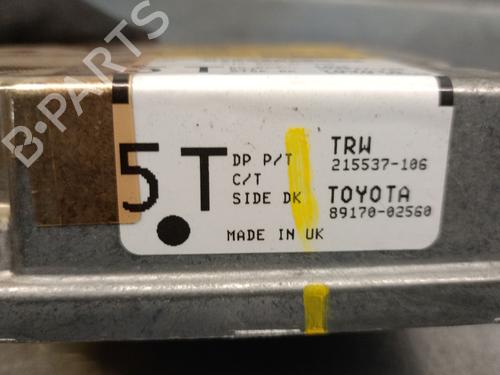 B-PARTS
5.T
DP P/T
C/T
SIDE DK
TRW
215537-106
TOYOTA
89170-02560
MADE IN UK